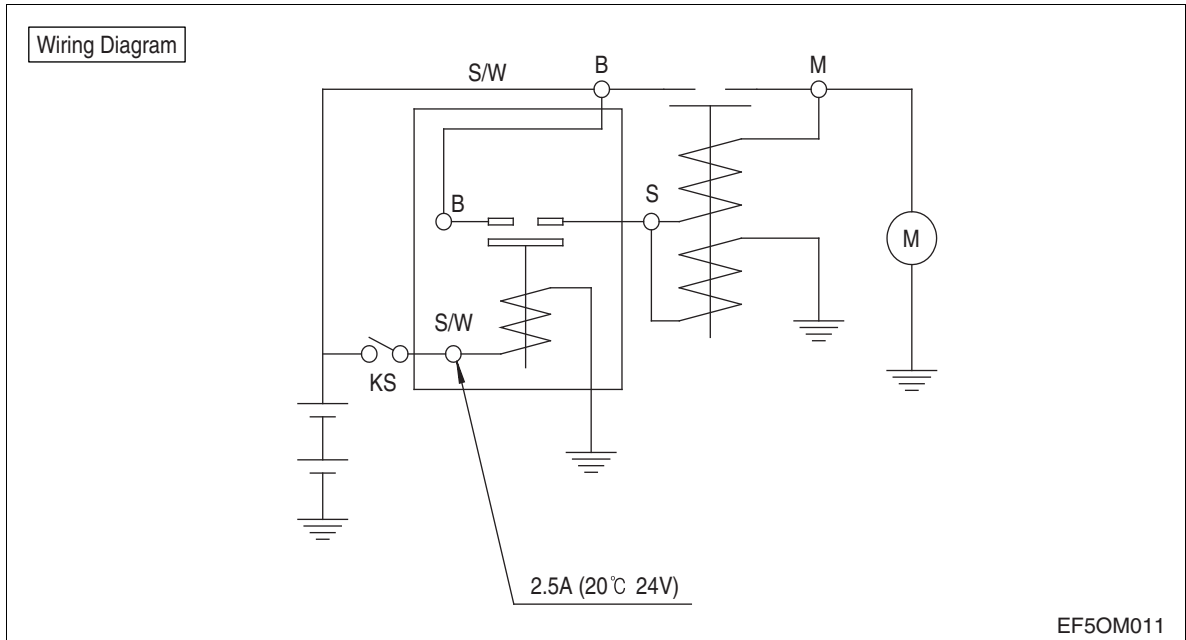 Wiring Diagram
S/W
B
M
B
S
M
S/W
KS
2.5A (20℃ 24V)
EF5OM011